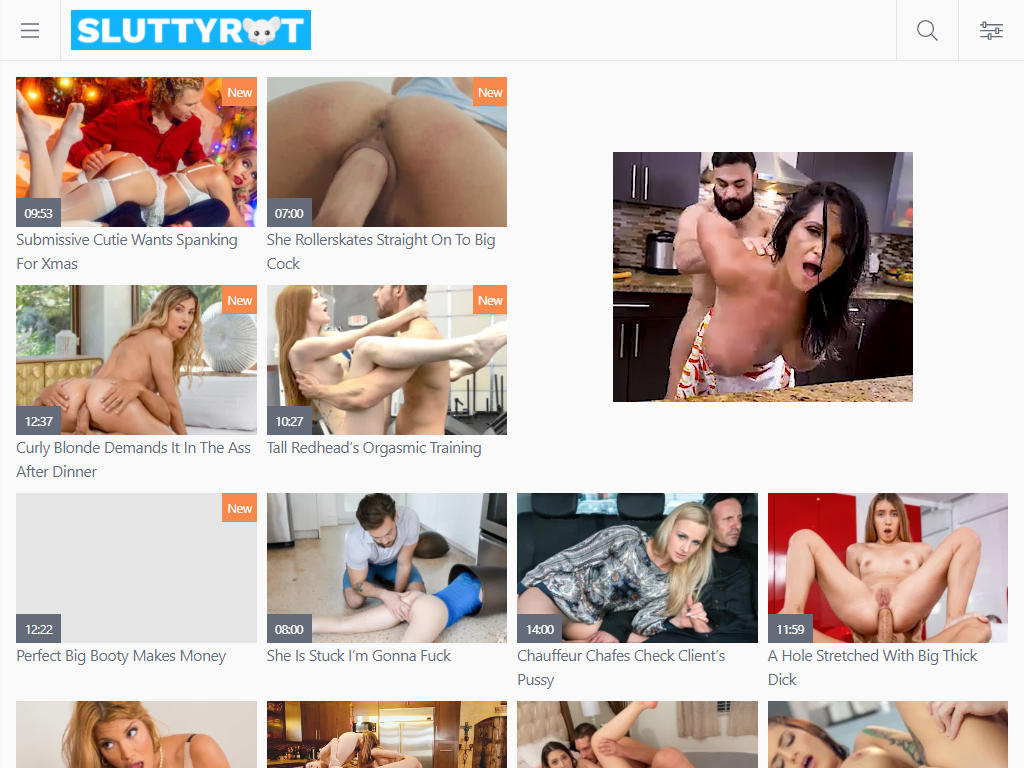 SLUTTYR T
New
New
09:53
07:00
Submissive Cutie Wants Spanking
For Xmas
She Rollerskates Straight On To Big
Cock
New
New
12:37
10:27
Curly Blonde Demands It In The Ass
After Dinner
Tall Redhead’s Orgasmic Training
New
12:22
08:00
14:00
11:59
Perfect Big Booty Makes Money
She Is Stuck I’m Gonna Fuck
Chauffeur Chafes Check Client’s
Pussy
A Hole Stretched With Big Thick
Dick